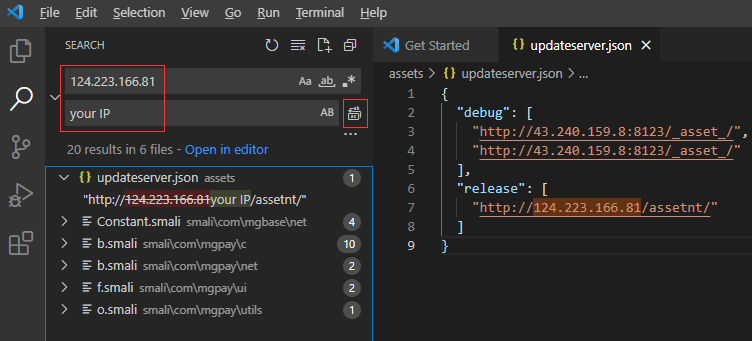 File Edit Selection View Go Run Terminal Help
SEARCH
124.223.166.81 Aa ab .*
your IP AB
...
20 results in 6 files - Open in editor
{} updateserver.json assets 1
"http://124.223.166.81your IP/assetnt/"
Constant.smali smali\com\mgbase\net 4
b.smali smali\com\mgpay\c 10
b.smali smali\com\mgpay\net 2
f.smali smali\com\mgpay\ui 2
o.smali smali\com\mgpay\utils 1
Get Started {} updateserver.json
assets > {} updateserver.json > ...
1 {
2 "debug": [
3 "http://43.240.159.8:8123/_asset_/",
4 "http://43.240.159.8:8123/_asset_/"
5 ],
6 "release": [
7 "http://124.223.166.81/assetnt/"
8 ]
9 }